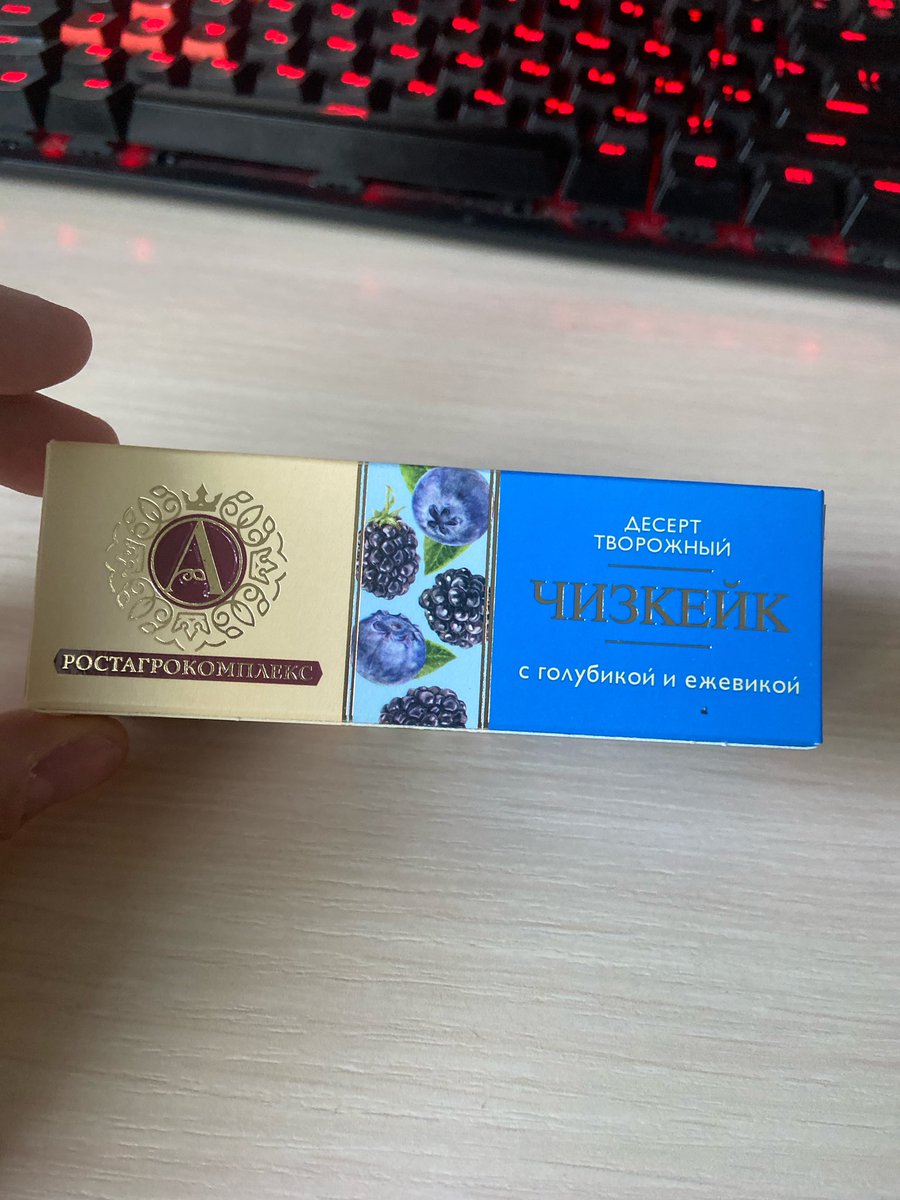 А
РОСТАГРОКОМПЛЕКС
ДЕСЕРТ
ТВОРОЖНЫЙ
ЧИЗКЕЙК
с голубикой и ежевикой